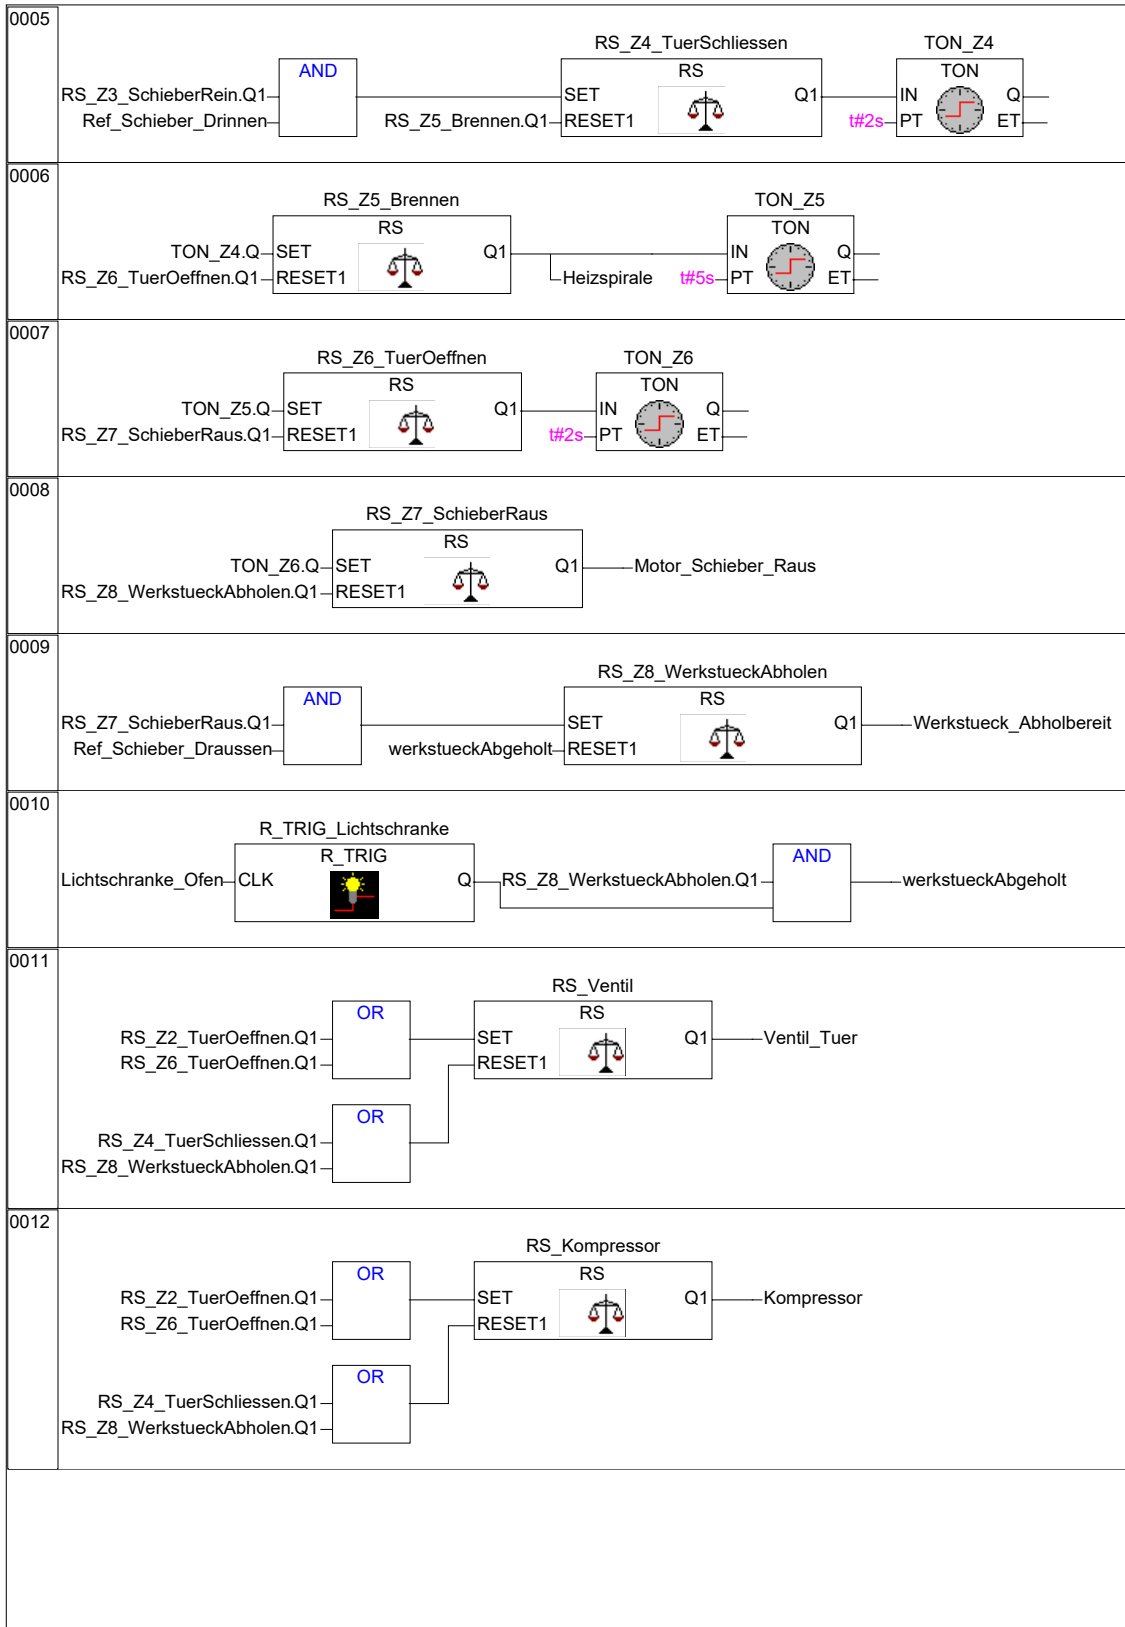 0005
RS_Z4_TuerSchliessen
TON_Z4
AND
RS
TON
RS_Z3_SchieberRein.Q1
SET
Q1
IN
Q
Ref_Schieber_Drinnen
RS_Z5_Brennen.Q1
RESET1
t#2s
PT
ET
0006
RS_Z5_Brennen
TON_Z5
RS
TON
TON_Z4.Q
SET
Q1
IN
Q
RS_Z6_TuerOeffnen.Q1
RESET1
Heizspirale
t#5s
PT
ET
0007
RS_Z6_TuerOeffnen
TON_Z6
RS
TON
TON_Z5.Q
SET
Q1
IN
Q
RS_Z7_SchieberRaus.Q1
RESET1
t#2s
PT
ET
0008
RS_Z7_SchieberRaus
RS
TON_Z6.Q
SET
Q1
Motor_Schieber_Raus
RS_Z8_WerkstueckAbholen.Q1
RESET1
0009
RS_Z8_WerkstueckAbholen
AND
RS
RS_Z7_SchieberRaus.Q1
SET
Q1
Werkstueck_Abholbereit
Ref_Schieber_Draussen
werkstueckAbgeholt
RESET1
0010
R_TRIG_Lichtschranke
R_TRIG
AND
Lichtschranke_Ofen
CLK
Q
RS_Z8_WerkstueckAbholen.Q1
werkstueckAbgeholt
0011
RS_Ventil
OR
RS
RS_Z2_TuerOeffnen.Q1
SET
Q1
Ventil_Tuer
RS_Z6_TuerOeffnen.Q1
RESET1
OR
RS_Z4_TuerSchliessen.Q1
RS_Z8_WerkstueckAbholen.Q1
0012
RS_Kompressor
OR
RS
RS_Z2_TuerOeffnen.Q1
SET
Q1
Kompressor
RS_Z6_TuerOeffnen.Q1
RESET1
OR
RS_Z4_TuerSchliessen.Q1
RS_Z8_WerkstueckAbholen.Q1